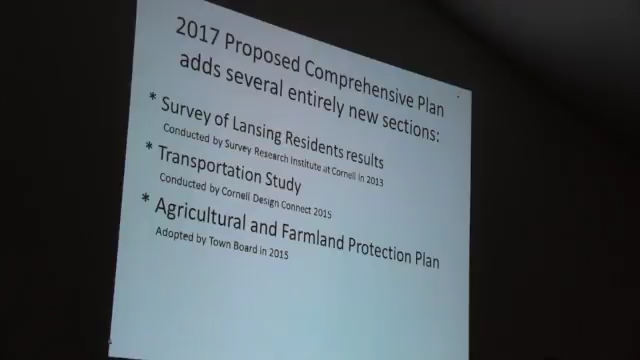 2017 Proposed Comprehensive Plan
adds several entirely new sections:
* Survey of Lansing Residents results
Conducted by Survey Research Institute at Cornell in 2013
* Transportation Study
Conducted by Cornell Design Connect 2015
* Agricultural and Farmland Protection Plan
Adopted by Town Board in 2015